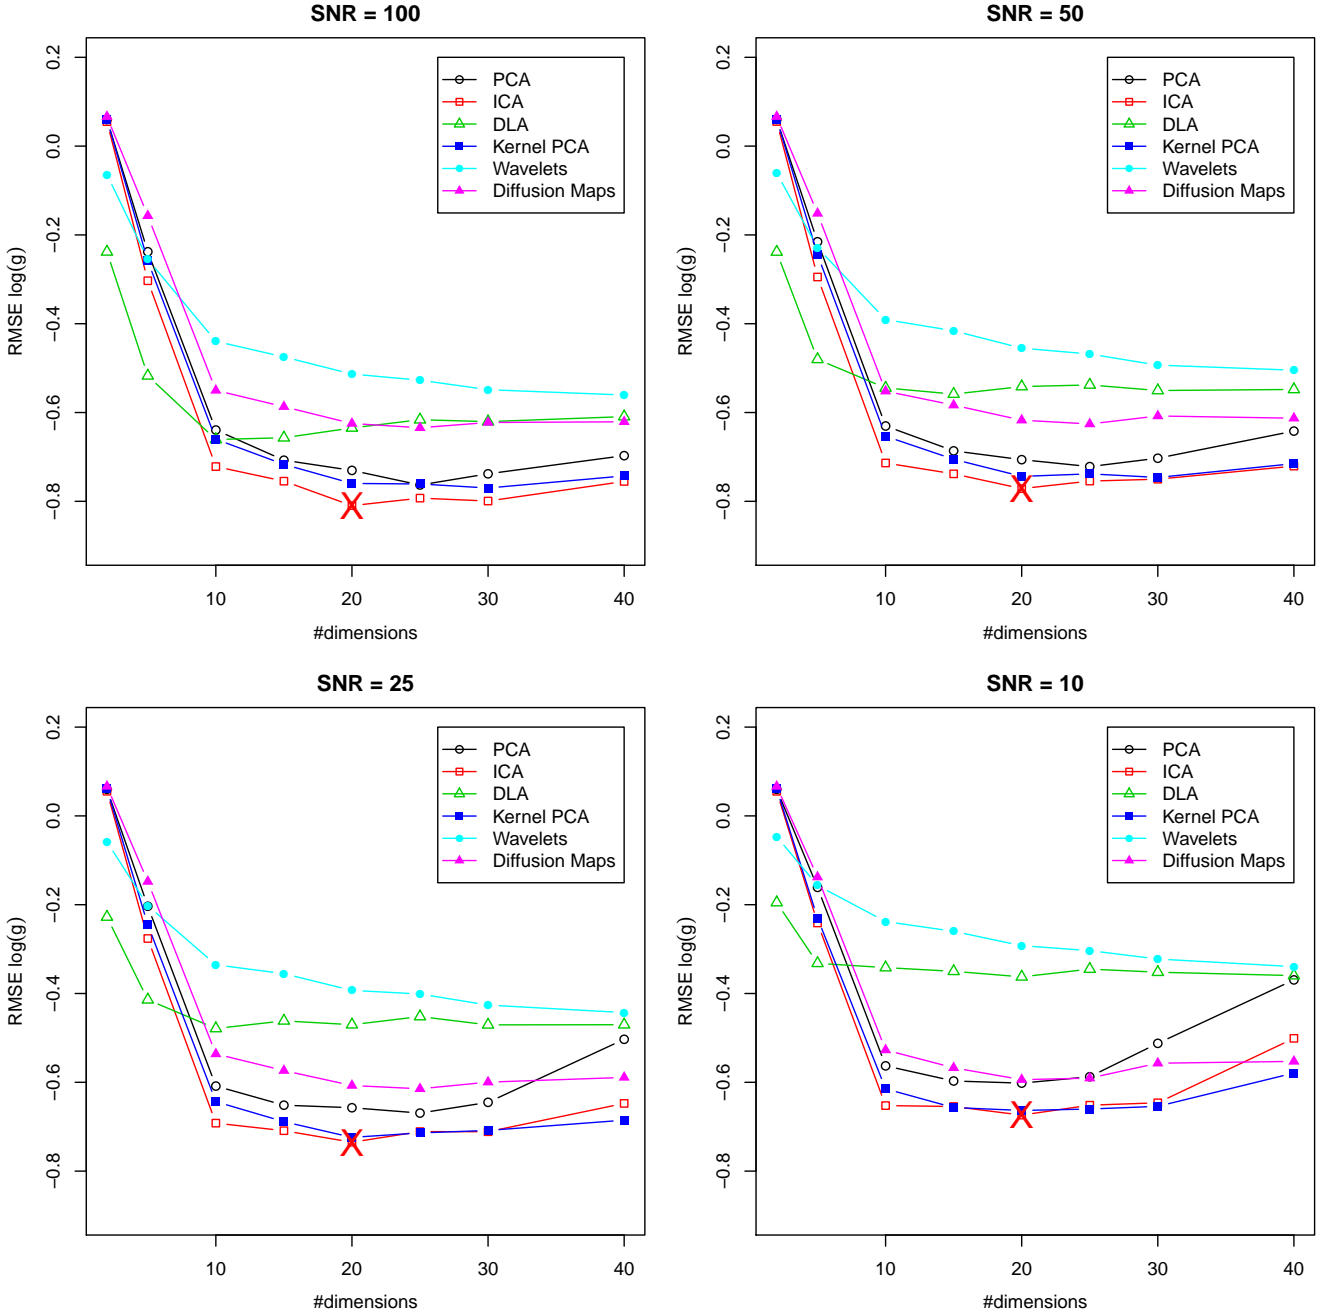 SNR = 100
RMSE log(g)
0.2
0.0
−0.2
−0.4
−0.6
−0.8
PCA
ICA
DLA
Kernel PCA
Wavelets
Diffusion Maps
X
10 20 30 40
#dimensions
SNR = 50
RMSE log(g)
0.2
0.0
−0.2
−0.4
−0.6
−0.8
PCA
ICA
DLA
Kernel PCA
Wavelets
Diffusion Maps
X
10 20 30 40
#dimensions
SNR = 25
RMSE log(g)
0.2
0.0
−0.2
−0.4
−0.6
−0.8
PCA
ICA
DLA
Kernel PCA
Wavelets
Diffusion Maps
X
10 20 30 40
#dimensions
SNR = 10
RMSE log(g)
0.2
0.0
−0.2
−0.4
−0.6
−0.8
PCA
ICA
DLA
Kernel PCA
Wavelets
Diffusion Maps
X
10 20 30 40
#dimensions